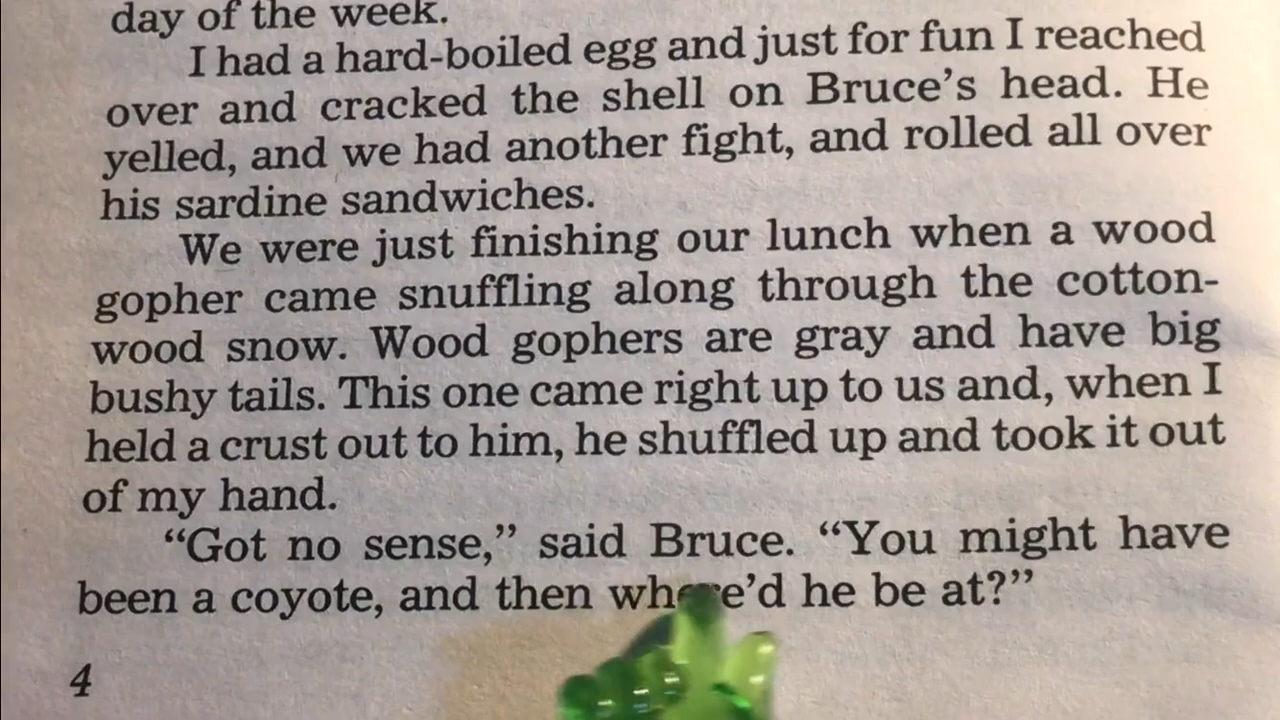 day of the week.
I had a hard-boiled egg and just for fun I reached
over and cracked the shell on Bruce's head. He
yelled, and we had another fight, and rolled all over
his sardine sandwiches.
We were just finishing our lunch when a wood
gopher came snuffling along through the cotton-
wood snow. Wood gophers are gray and have big
bushy tails. This one came right up to us and, when I
held a crust out to him, he shuffled up and took it out
of my hand.
“Got no sense,” said Bruce. “You might have
been a coyote, and then where’d he be at?”
4